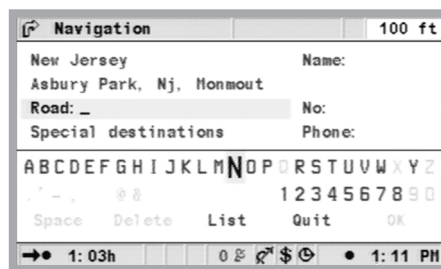 Navigation 100 ft
New Jersey Name:
Asbury Park, Nj, Monmout
Road: _ No:
Special destinations Phone:
ABCDEFGHIJKLMNOPQRSTUVWXYZ
. ' - , @ & 1234567890
Space Delete List Quit OK
1:03h 0 $ 1:11 PM